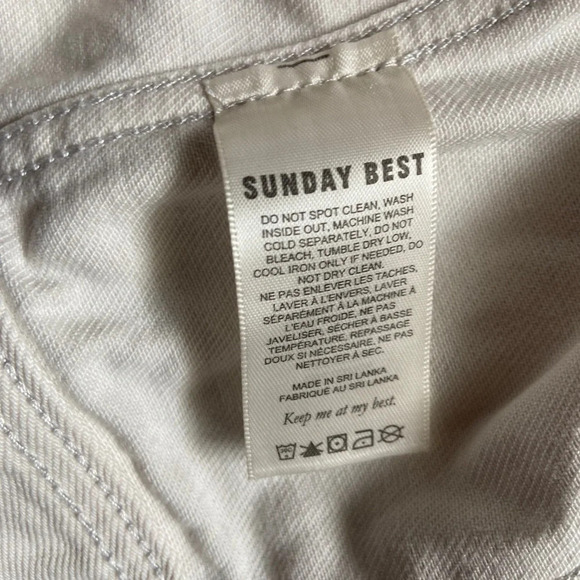 SUNDAY BEST
DO NOT SPOT CLEAN, WASH
INSIDE OUT, MACHINE WASH
COLD SEPARATELY, DO NOT
BLEACH, TUMBLE DRY LOW,
COOL IRON ONLY IF NEEDED, DO
NOT DRY CLEAN.
NE PAS ENLEVER LES TACHES,
LAVER À L'ENVERS, LAVER
SÉPARÉMENT À LA MACHINE À
L'EAU FROIDE, NE PAS
JAVELISER, SÉCHER À BASSE
TEMPÉRATURE, REPASSAGE
DOUX SI NÉCESSAIRE, NE PAS
NETTOYER À SEC.
MADE IN SRI LANKA
FABRIQUÉ AU SRI LANKA
Keep me at my best.